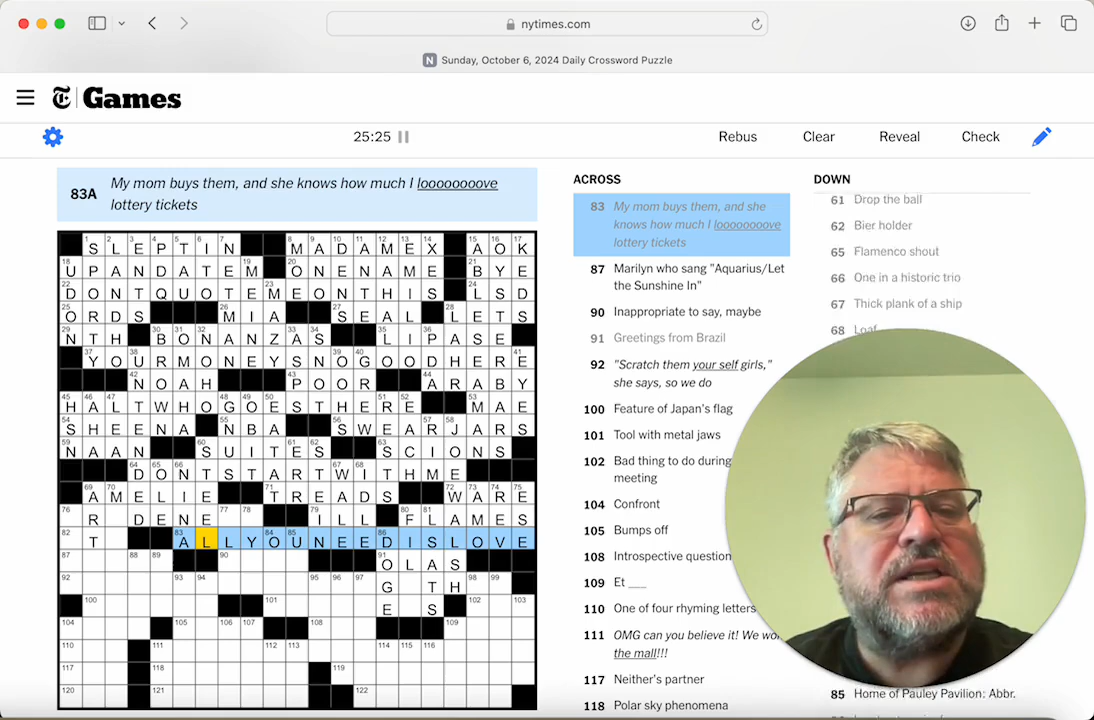 nytimes.com
N Sunday, October 6, 2024 Daily Crossword Puzzle
Games
25:25
Rebus Clear Reveal Check
83A My mom buys them, and she knows how much I loooooooove lottery tickets
SLEPTIN MADAMEX AOK
UPANDATEM ONENAME BYE
DONTQUOTEMEONTHIS LSD
ORDS MIA SEAL LETS
NTH BONANZAS LIPASE
YOURMONEYSNOGOODHERE
NOAH POOR ARABY
HALTWHOGOESTHERE MAE
SHEENA NBA SWEARJARS
NAAN SUITES SCIONS
DONTSTARTWITHME
AMELIE TREADS WARE
R DENE ILL FLAMES
T ALLYOUNEEDISLOVE
OLAS
G TH
E S
ACROSS
83 My mom buys them, and she knows how much I loooooooove lottery tickets
87 Marilyn who sang "Aquarius/Let the Sunshine In"
90 Inappropriate to say, maybe
91 Greetings from Brazil
92 "Scratch them your self girls," she says, so we do
100 Feature of Japan's flag
101 Tool with metal jaws
102 Bad thing to do during meeting
104 Confront
105 Bumps off
108 Introspective question
109 Et ___
110 One of four rhyming letters
111 OMG can you believe it! We wo the mall!!!
117 Neither's partner
118 Polar sky phenomena
DOWN
61 Drop the ball
62 Bier holder
65 Flamenco shout
66 One in a historic trio
67 Thick plank of a ship
68 Loaf
85 Home of Pauley Pavilion: Abbr.